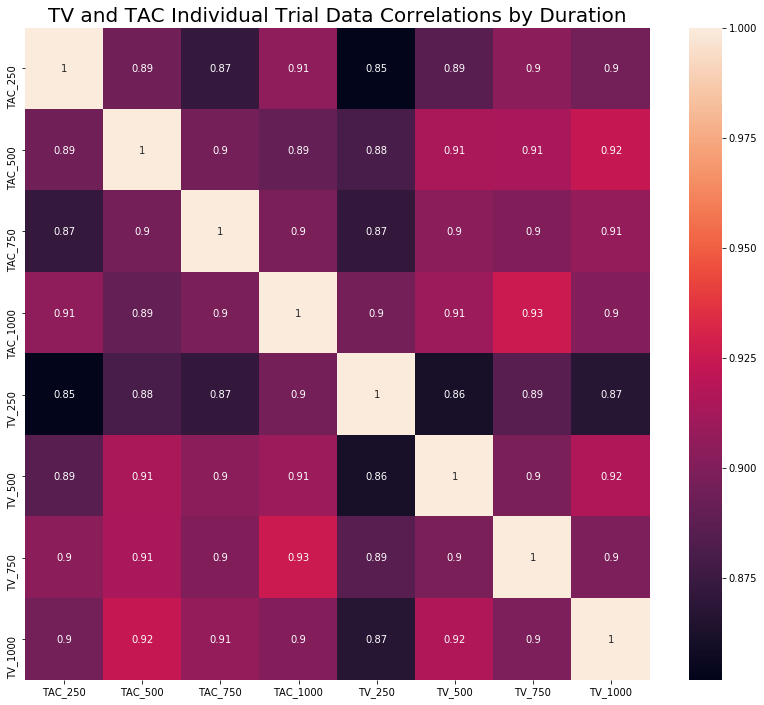 TV and TAC Individual Trial Data Correlations by Duration
TAC_250 1 0.89 0.87 0.91 0.85 0.89 0.9 0.9
TAC_500 0.89 1 0.9 0.89 0.88 0.91 0.91 0.92
TAC_750 0.87 0.9 1 0.9 0.87 0.9 0.9 0.91
TAC_1000 0.91 0.89 0.9 1 0.9 0.91 0.93 0.9
TV_250 0.85 0.88 0.87 0.9 1 0.86 0.89 0.87
TV_500 0.89 0.91 0.9 0.91 0.86 1 0.9 0.92
TV_750 0.9 0.91 0.9 0.93 0.89 0.9 1 0.9
TV_1000 0.9 0.92 0.91 0.9 0.87 0.92 0.9 1
TAC_250 TAC_500 TAC_750 TAC_1000 TV_250 TV_500 TV_750 TV_1000
1.000
0.975
0.950
0.925
0.900
0.875